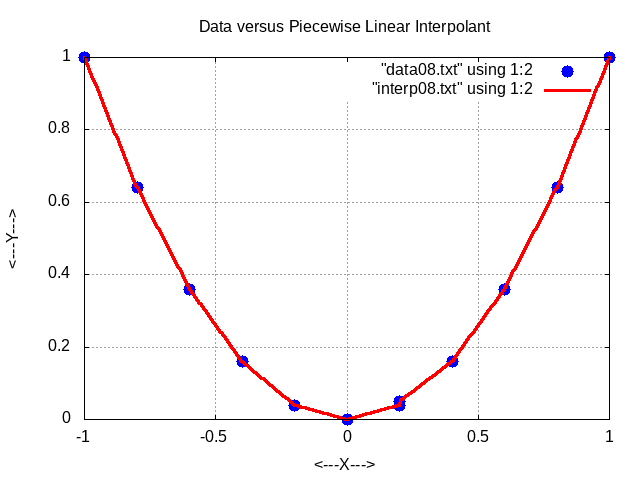 Data versus Piecewise Linear Interpolant
"data08.txt" using 1:2
"interp08.txt" using 1:2
1
0.8
0.6
0.4
0.2
0
<---Y--->
-1 -0.5 0 0.5 1
<---X--->